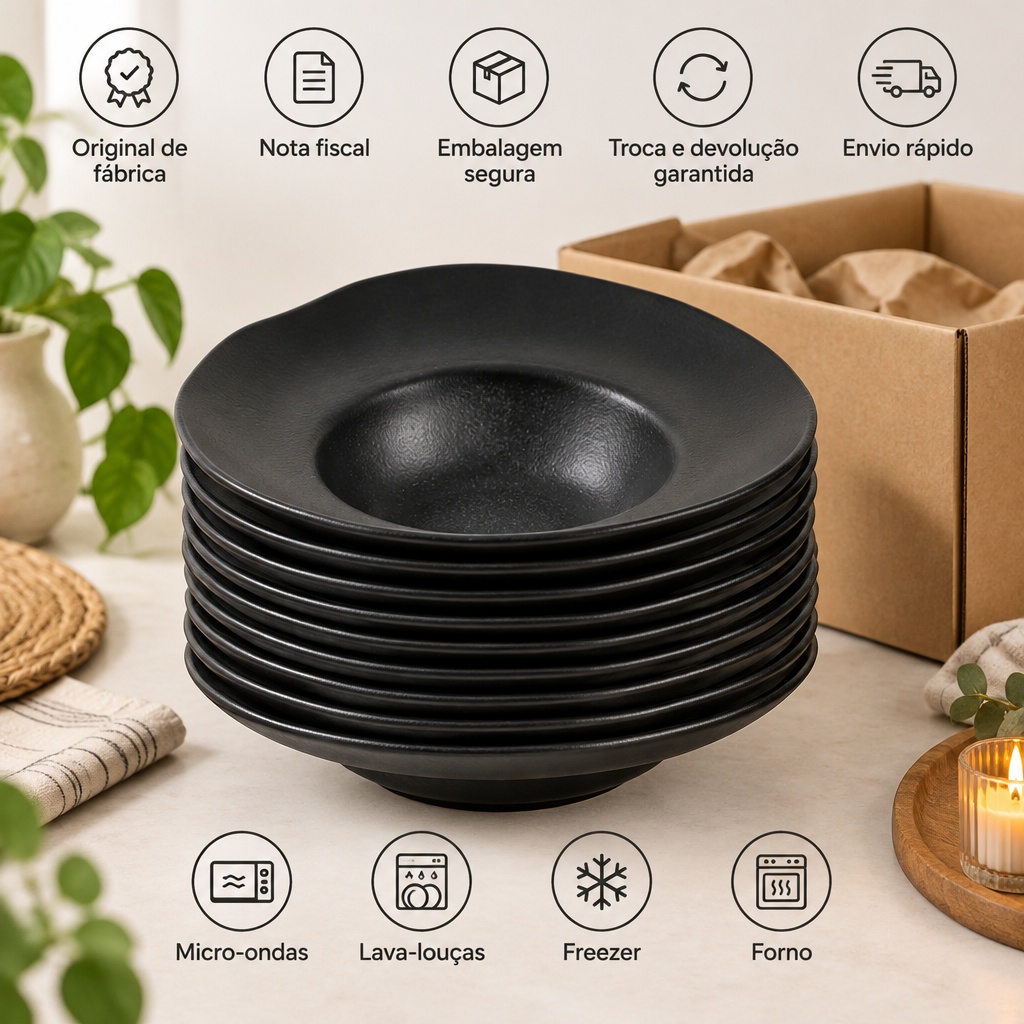 Original de
fábrica
Nota fiscal
Embalagem
segura
Troca e devolução
garantida
Envio rápido
Micro-ondas
Lava-louças
Freezer
Forno